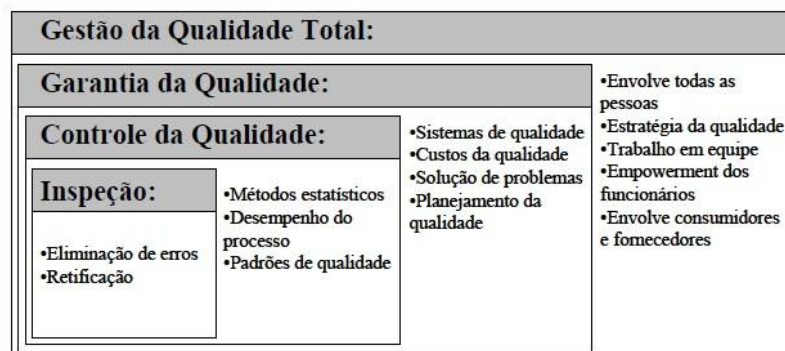 Gestão da Qualidade Total:
Garantia da Qualidade:
Controle da Qualidade:
Inspeção:
•Eliminação de erros
•Retificação
•Métodos estatísticos
•Desempenho do
processo
•Padrões de qualidade
•Sistemas de qualidade
•Custos da qualidade
•Solução de problemas
•Planejamento da
qualidade
•Envolve todas as
pessoas
•Estratégia da qualidade
•Trabalho em equipe
•Empowerment dos
funcionários
•Envolve consumidores
e fornecedores